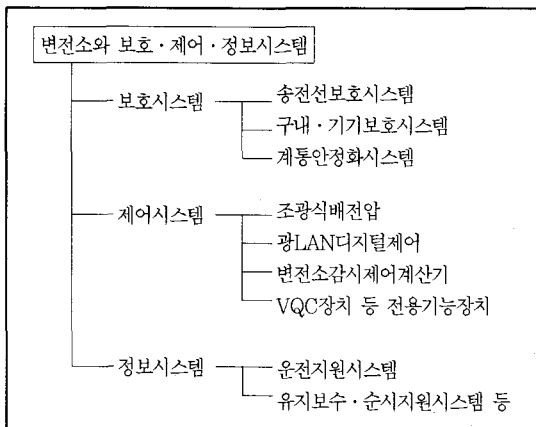 변전소와 보호·제어·정보시스템
보호시스템
송전선보호시스템
구내·기기보호시스템
계통안정화시스템
제어시스템
조광식배전압
광LAN디지털제어
변전소감시제어계산기
VQC장치 등 전용기능장치
정보시스템
운전지원시스템
유지보수·순시지원시스템 등